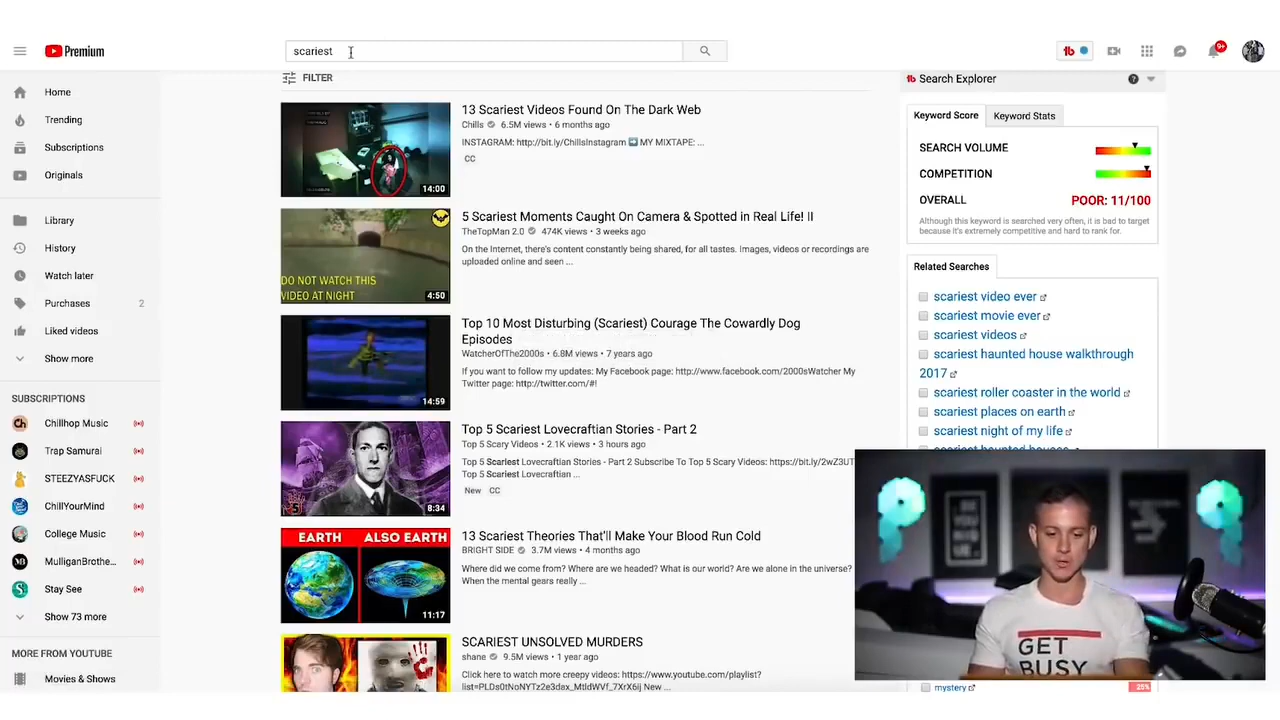 Premium
scariest
tb
9+
FILTER
Home
Trending
Subscriptions
Originals
Library
History
Watch later
Purchases 2
Liked videos
Show more
SUBSCRIPTIONS
Ch Chillhop Music
Trap Samurai
STEEZYASFUCK
ChillYourMind
College Music
MB MulliganBrothe...
S Stay See
Show 73 more
MORE FROM YOUTUBE
Movies & Shows
14:00
13 Scariest Videos Found On The Dark Web
Chills 6.5M views • 6 months ago
INSTAGRAM: http://bit.ly/ChillsInstagram ➡ MY MIXTAPE: ...
CC
DO NOT WATCH THIS
VIDEO AT NIGHT
4:50
5 Scariest Moments Caught On Camera & Spotted in Real Life! II
TheTopMan 2.0 474K views • 3 weeks ago
On the Internet, there's content constantly being shared, for all tastes. Images, videos or recordings are
uploaded online and seen ...
14:59
Top 10 Most Disturbing (Scariest) Courage The Cowardly Dog
Episodes
WatcherOfThe2000s • 6.8M views • 7 years ago
If you want to follow my updates: My Facebook page: http://www.facebook.com/2000sWatcher My
Twitter page: http://twitter.com/#!
8:34
Top 5 Scariest Lovecraftian Stories - Part 2
Top 5 Scary Videos • 2.1K views • 3 hours ago
Top 5 Scariest Lovecraftian Stories - Part 2 Subscribe To Top 5 Scary Videos: https://bit.ly/2wZ3UT
Top 5 Scariest Lovecraftian ...
New CC
EARTH ALSO EARTH
11:17
13 Scariest Theories That'll Make Your Blood Run Cold
BRIGHT SIDE 3.7M views • 4 months ago
Where did we come from? Where are we headed? What is our world? Are we alone in the universe?
When the mental gears really ...
SCARIEST UNSOLVED MURDERS
shane 9.5M views • 1 year ago
Click here to watch more creepy videos: https://www.youtube.com/playlist?
tb Search Explorer ?
Keyword Score Keyword Stats
SEARCH VOLUME
COMPETITION
OVERALL POOR: 11/100
Although this keyword is searched very often, it is bad to target
because it's extremely competitive and hard to rank for.
Related Searches
scariest video ever
scariest movie ever
scariest videos
scariest haunted house walkthrough
2017
scariest roller coaster in the world
scariest places on earth
scariest night of my life
GET
BUSY
mystery 25%